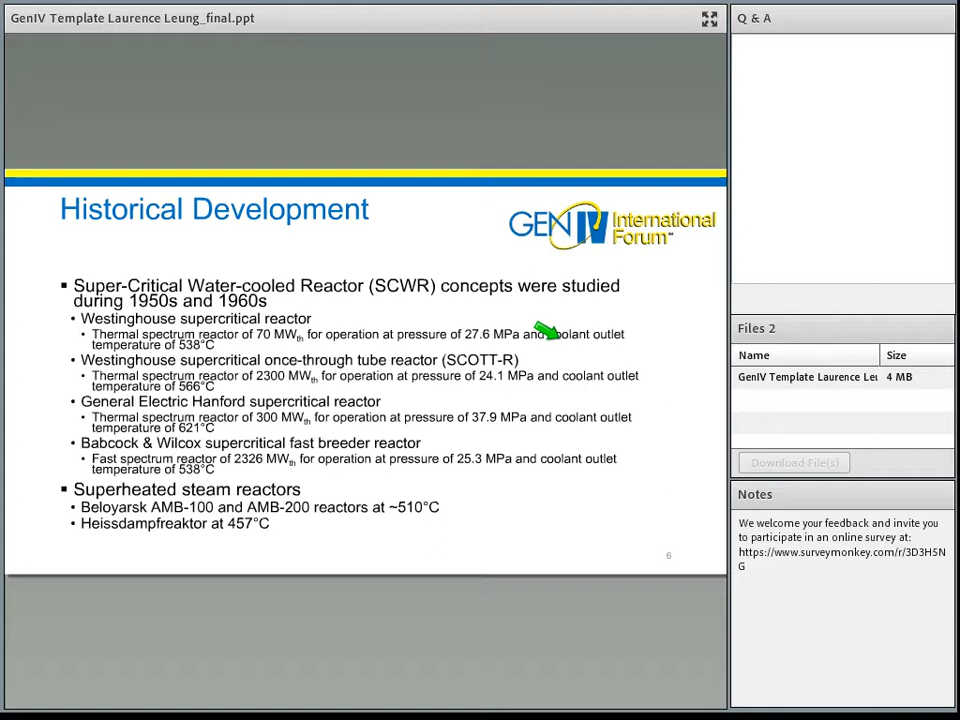 GenIV Template Laurence Leung_final.ppt
Historical Development
GEN IV International
Forum™
▪ Super-Critical Water-cooled Reactor (SCWR) concepts were studied
during 1950s and 1960s
• Westinghouse supercritical reactor
• Thermal spectrum reactor of 70 MWth for operation at pressure of 27.6 MPa and coolant outlet
temperature of 538°C
• Westinghouse supercritical once-through tube reactor (SCOTT-R)
• Thermal spectrum reactor of 2300 MWth for operation at pressure of 24.1 MPa and coolant outlet
temperature of 566°C
• General Electric Hanford supercritical reactor
• Thermal spectrum reactor of 300 MWth for operation at pressure of 37.9 MPa and coolant outlet
temperature of 621°C
• Babcock & Wilcox supercritical fast breeder reactor
• Fast spectrum reactor of 2326 MWth for operation at pressure of 25.3 MPa and coolant outlet
temperature of 538°C
▪ Superheated steam reactors
• Beloyarsk AMB-100 and AMB-200 reactors at ~510°C
• Heissdampfreaktor at 457°C
6
Q & A
Files 2
Name Size
GenIV Template Laurence Leu 4 MB
Download File(s)
Notes
We welcome your feedback and invite you
to participate in an online survey at:
https://www.surveymonkey.com/r/3D3H5N
G